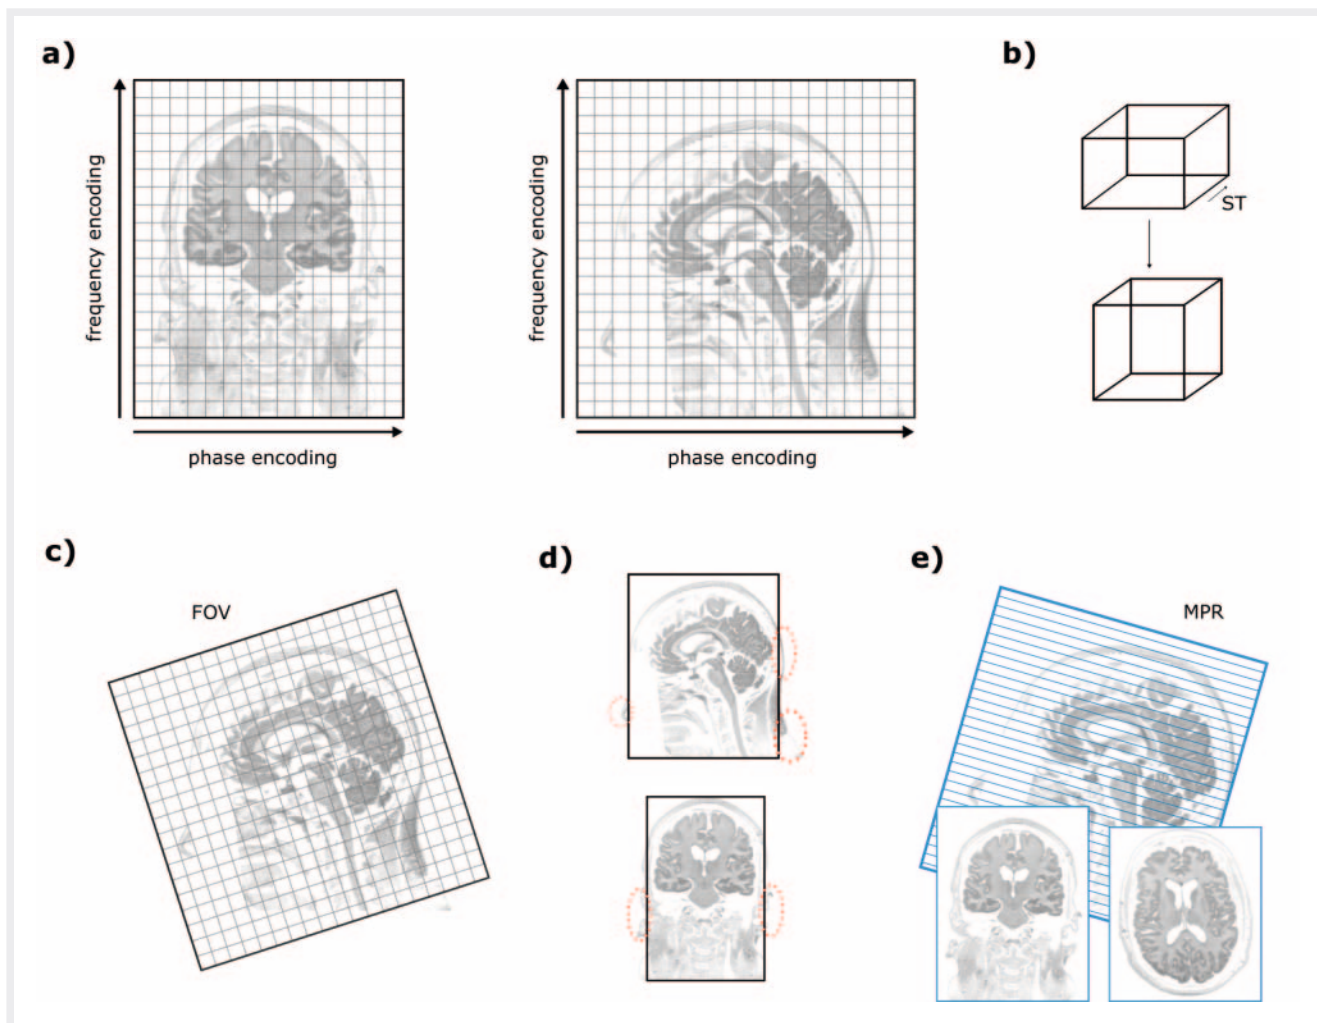 a)
frequency encoding
phase encoding
frequency encoding
phase encoding
b)
ST
c)
FOV
d)
e)
MPR